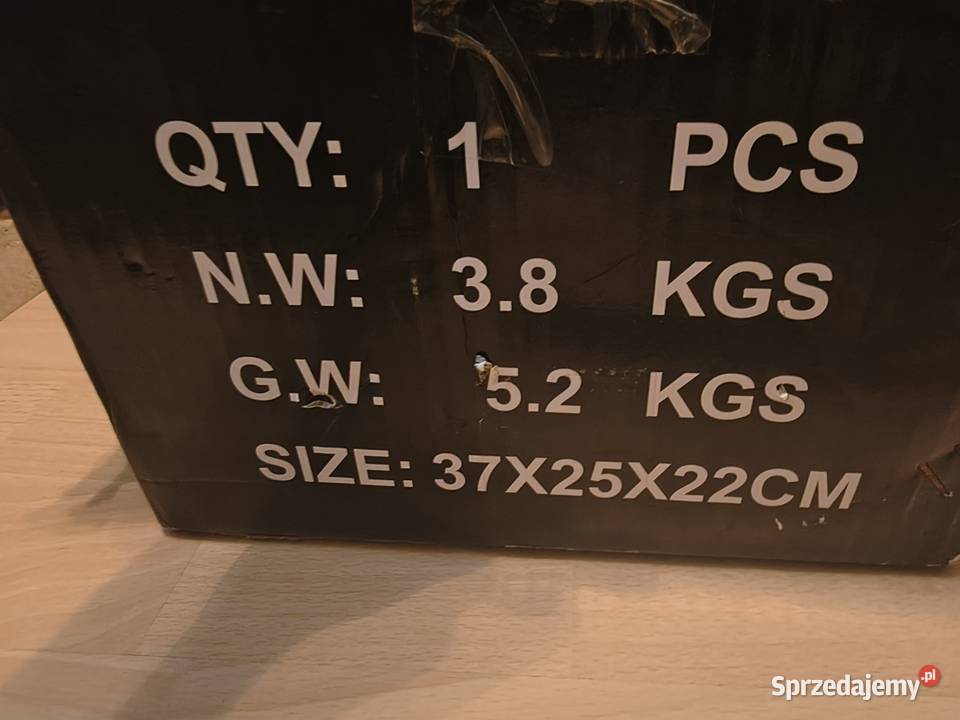 QTY: 1 PCS
N.W: 3.8 KGS
G.W: 5.2 KGS
SIZE: 37X25X22CM
Sprzedajemy.pl